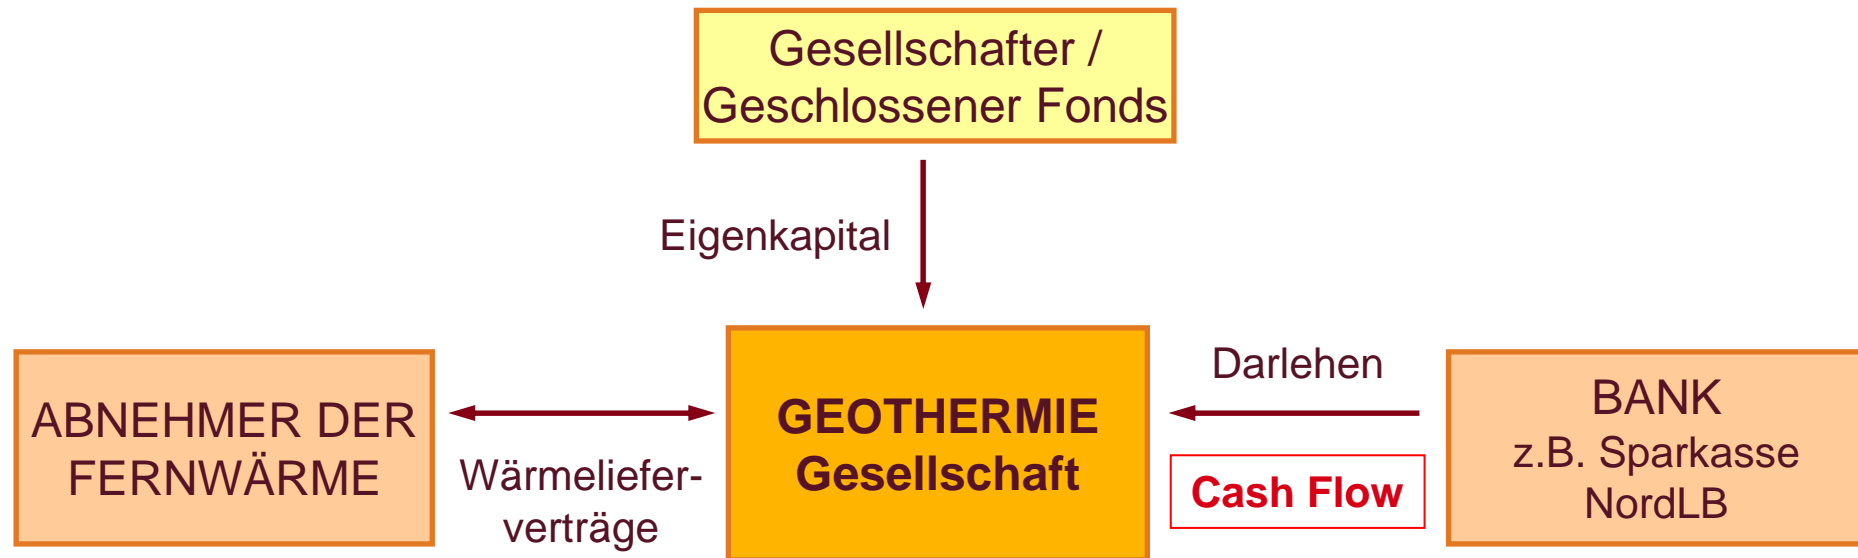 Gesellschafter /
Geschlossener Fonds
Eigenkapital
ABNEHMER DER
FERNWÄRME
Wärmeliefer-
verträge
GEOTHERMIE
Gesellschaft
Darlehen
Cash Flow
BANK
z.B. Sparkasse
NordLB